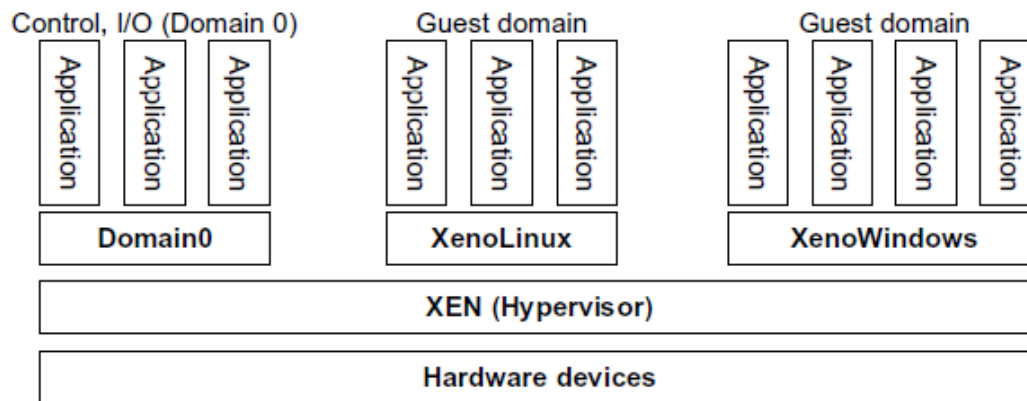 Control, I/O (Domain 0)
Guest domain
Guest domain
Application
Application
Application
Application
Application
Application
Application
Application
Application
Application
Domain0
XenoLinux
XenoWindows
XEN (Hypervisor)
Hardware devices